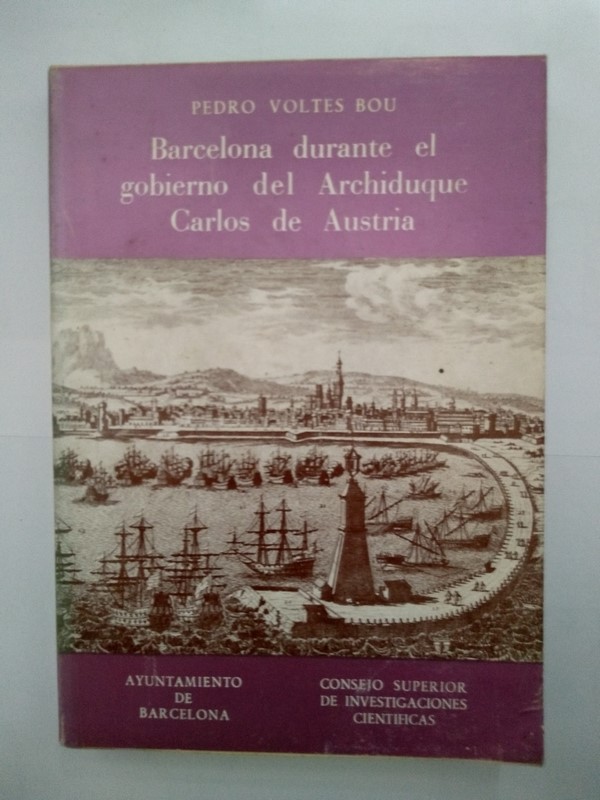 PEDRO VOLTES BOU
Barcelona durante el
gobierno del Archiduque
Carlos de Austria
AYUNTAMIENTO
DE
BARCELONA
CONSEJO SUPERIOR
DE INVESTIGACIONES
CIENTIFICAS